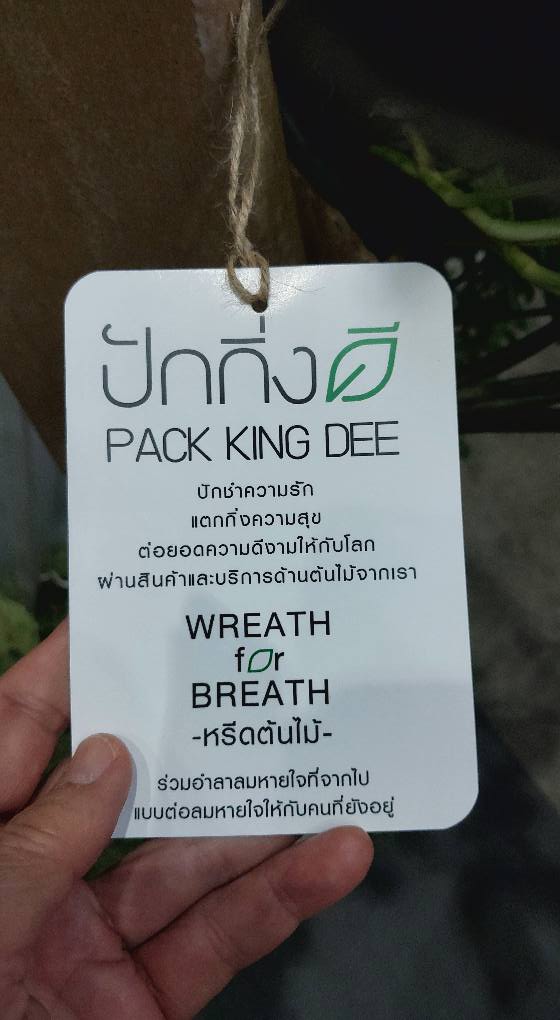 ปักกิ่งดี
PACK KING DEE
ปักชำความรัก
แตกกิ่งความสุข
ต่อยอดความดีงามให้กับโลก
ผ่านสินค้าและบริการด้านต้นไม้จากเรา
WREATH
for
BREATH
-หรีดต้นไม้-
ร่วมอำลาลมหายใจที่จากไป
แบบต่อลมหายใจให้กับคนที่ยังอยู่